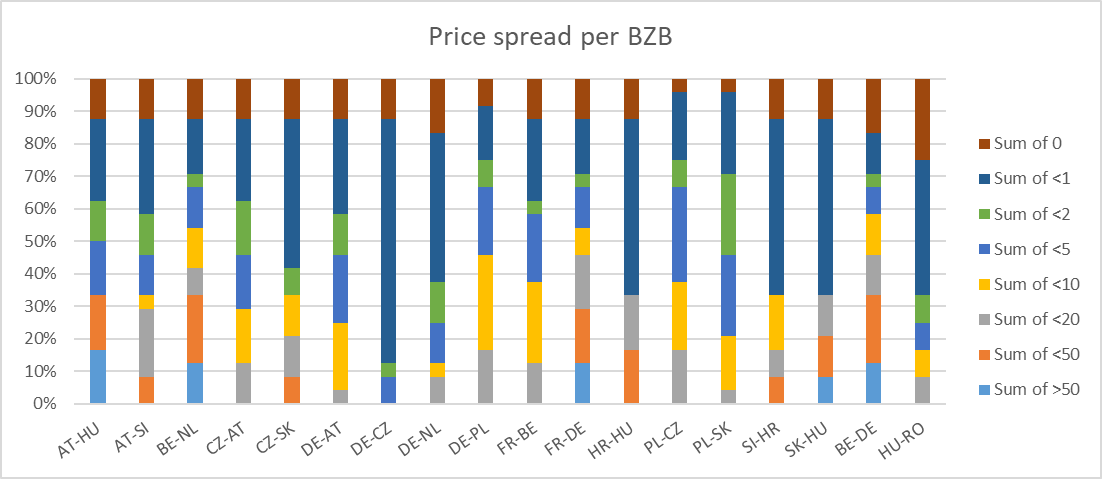 Price spread per BZB
100%
90%
80%
70%
60%
50%
40%
30%
20%
10%
0%
AT-HU
AT-SI
BE-NL
CZ-AT
CZ-SK
DE-AT
DE-CZ
DE-NL
DE-PL
FR-BE
FR-DE
HR-HU
PL-CZ
PL-SK
SI-HR
SK-HU
BE-DE
HU-RO
Sum of 0
Sum of <1
Sum of <2
Sum of <5
Sum of <10
Sum of <20
Sum of <50
Sum of >50